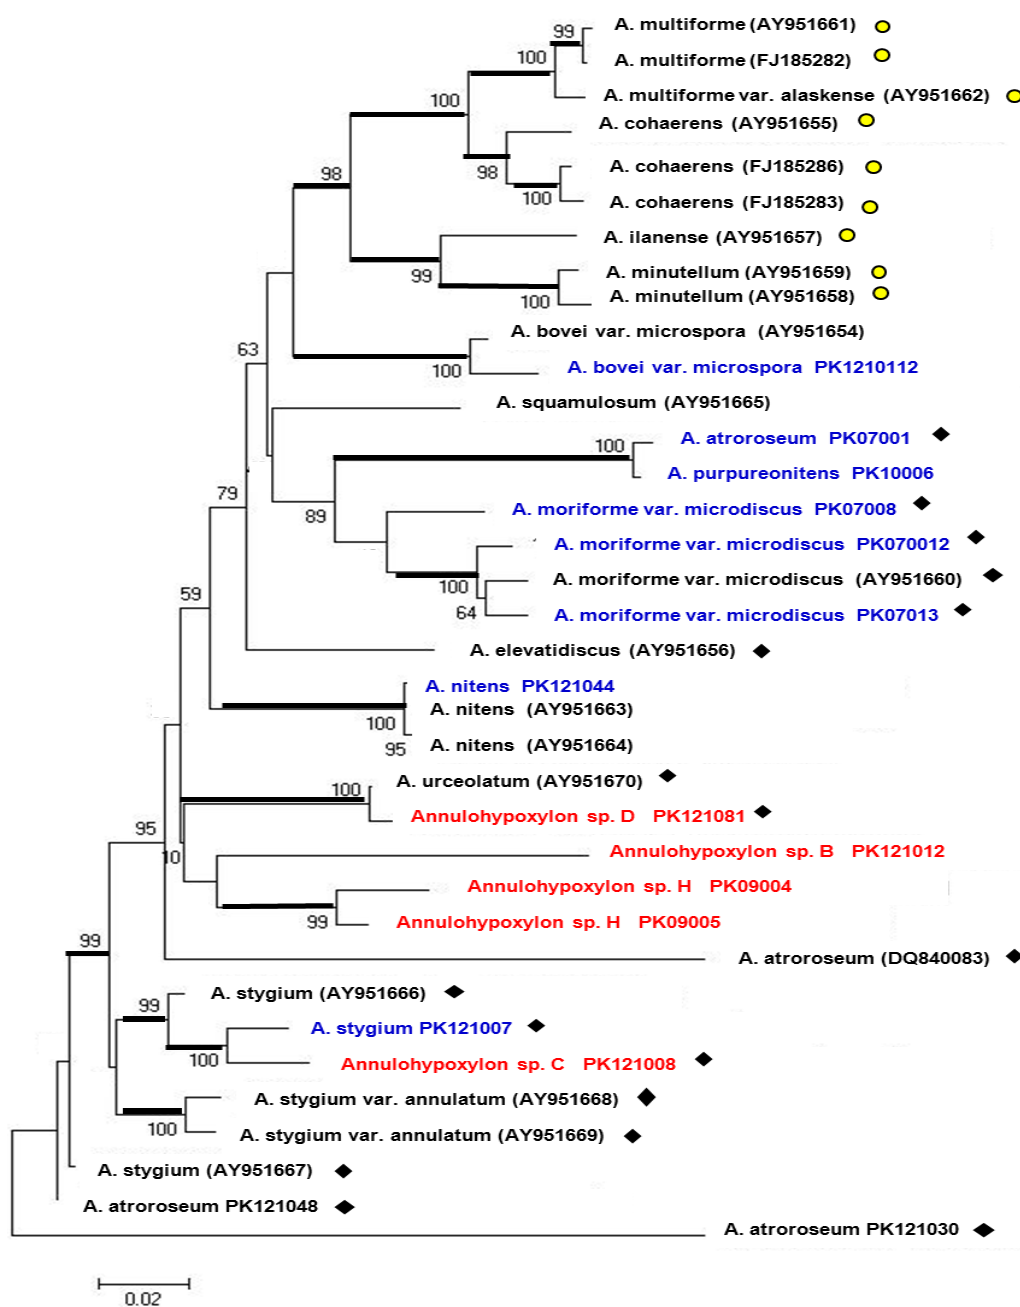 A. multiforme (AY951661)
99
100
A. multiforme (FJ185282)
A. multiforme var. alaskense (AY951662)
100
A. cohaerens (AY951655)
98
A. cohaerens (FJ185286)
98
100
A. cohaerens (FJ185283)
A. ilanense (AY951657)
99
A. minutellum (AY951659)
100
A. minutellum (AY951658)
A. bovei var. microspora (AY951654)
63
100
A. bovei var. microspora PK1210112
A. squamulosum (AY951665)
100
A. atroroseum PK07001
A. purpureonitens PK10006
79
89
A. moriforme var. microdiscus PK07008
A. moriforme var. microdiscus PK070012
100
A. moriforme var. microdiscus (AY951660)
59
64
A. moriforme var. microdiscus PK07013
A. elevatidiscus (AY951656)
A. nitens PK121044
A. nitens (AY951663)
100
95
A. nitens (AY951664)
A. urceolatum (AY951670)
100
Annulohypoxylon sp. D PK121081
95
10
Annulohypoxylon sp. B PK121012
Annulohypoxylon sp. H PK09004
99
Annulohypoxylon sp. H PK09005
99
A. atroroseum (DQ840083)
A. stygium (AY951666)
99
A. stygium PK121007
100
Annulohypoxylon sp. C PK121008
A. stygium var. annulatum (AY951668)
100
A. stygium var. annulatum (AY951669)
A. stygium (AY951667)
A. atroroseum PK121048
A. atroroseum PK121030
0.02